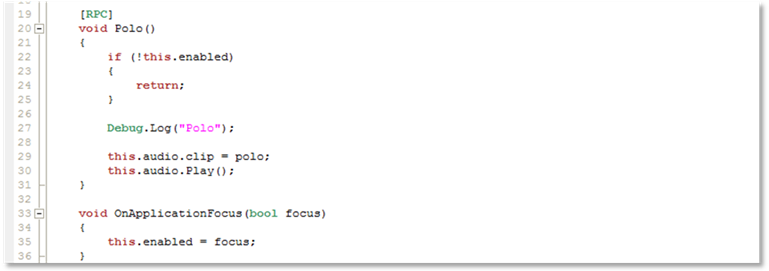 19 [RPC]
20 void Polo()
21 {
22 if (!this.enabled)
23 {
24 return;
25 }
26
27 Debug.Log("Polo");
28
29 this.audio.clip = polo;
30 this.audio.Play();
31 }
32
33 void OnApplicationFocus(bool focus)
34 {
35 this.enabled = focus;
36 }